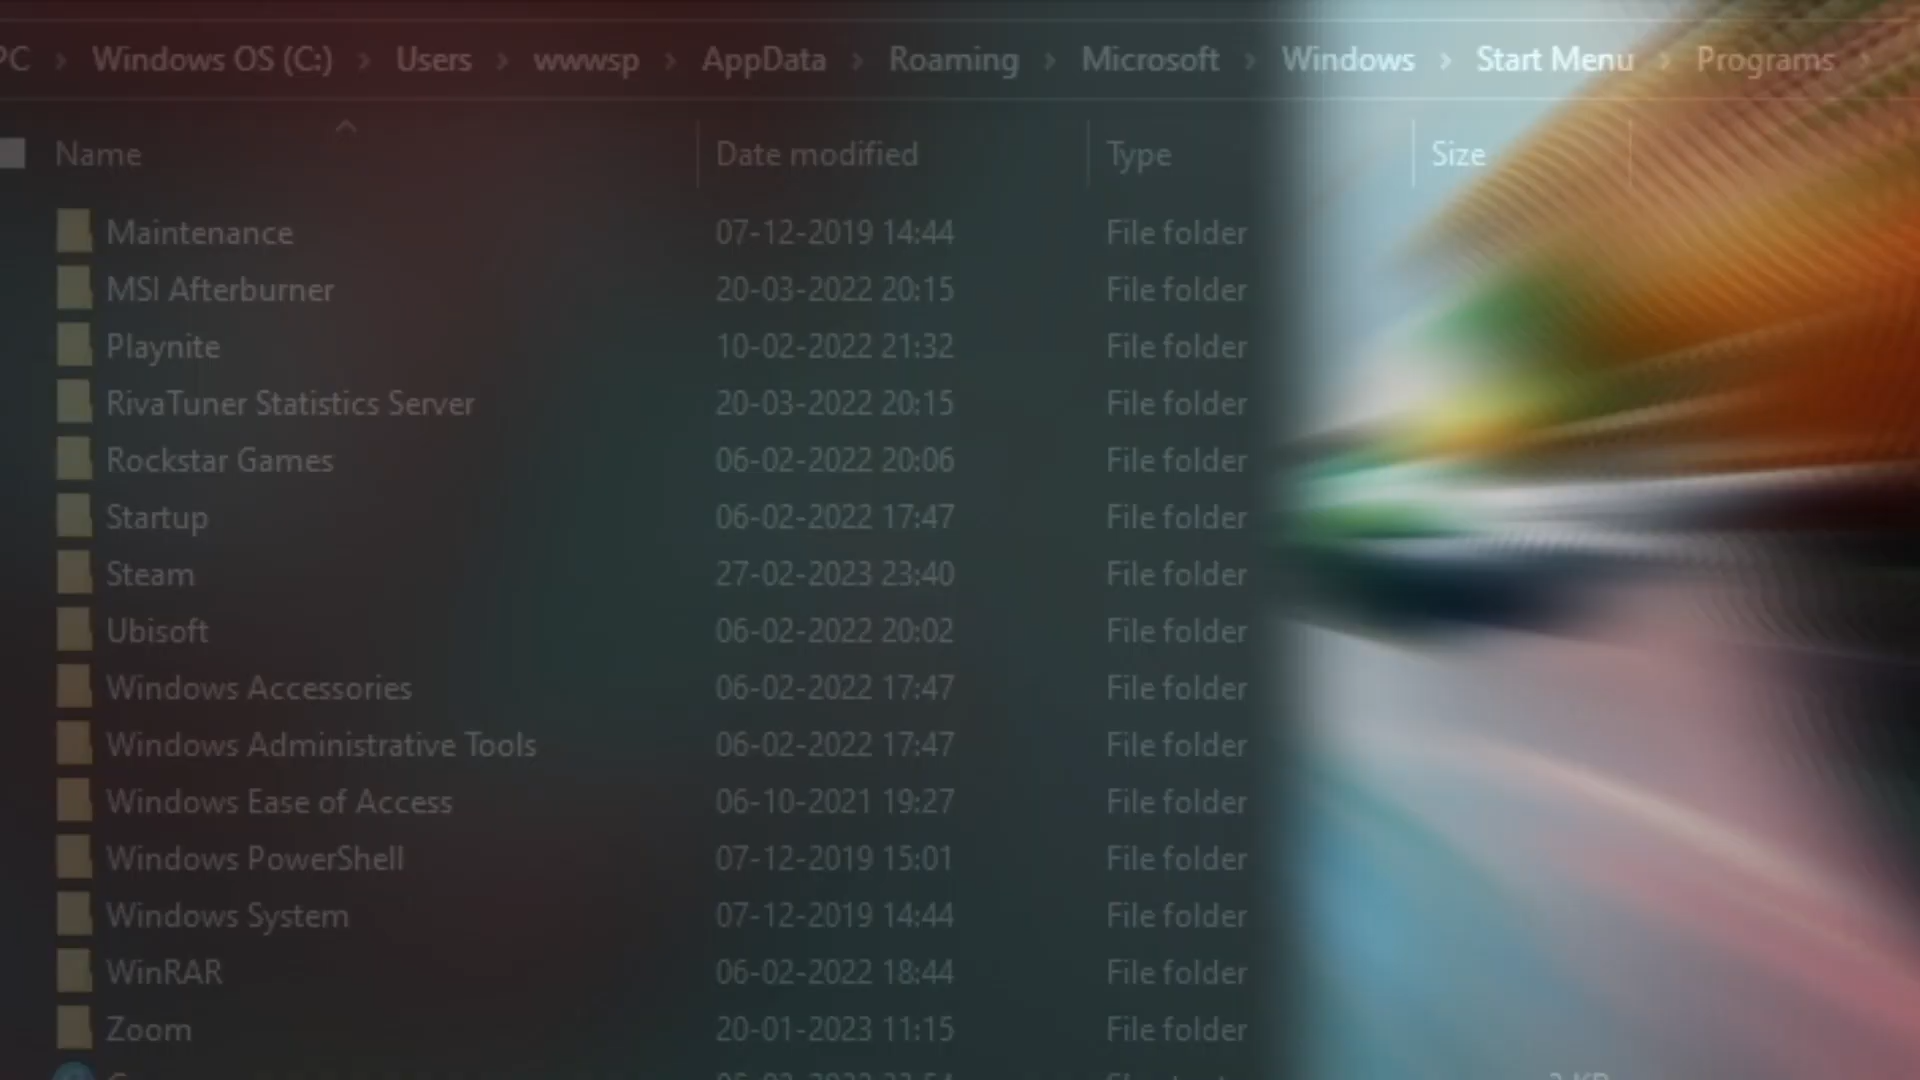 PC > Windows OS (C:) > Users > wwwsp > AppData > Roaming > Microsoft > Windows > Start Menu > Programs >
Name Date modified Type Size
Maintenance 07-12-2019 14:44 File folder
MSI Afterburner 20-03-2022 20:15 File folder
Playnite 10-02-2022 21:32 File folder
RivaTuner Statistics Server 20-03-2022 20:15 File folder
Rockstar Games 06-02-2022 20:06 File folder
Startup 06-02-2022 17:47 File folder
Steam 27-02-2023 23:40 File folder
Ubisoft 06-02-2022 20:02 File folder
Windows Accessories 06-02-2022 17:47 File folder
Windows Administrative Tools 06-02-2022 17:47 File folder
Windows Ease of Access 06-10-2021 19:27 File folder
Windows PowerShell 07-12-2019 15:01 File folder
Windows System 07-12-2019 14:44 File folder
WinRAR 06-02-2022 18:44 File folder
Zoom 20-01-2023 11:15 File folder